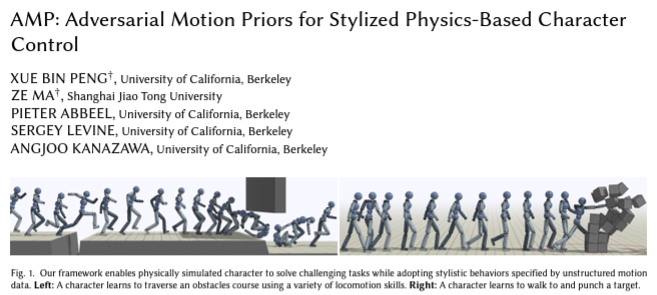 AMP: Adversarial Motion Priors for Stylized Physics-Based Character
Control
XUE BIN PENG†, University of California, Berkeley
ZE MA†, Shanghai Jiao Tong University
PIETER ABBEEL, University of California, Berkeley
SERGEY LEVINE, University of California, Berkeley
ANGJOO KANAZAWA, University of California, Berkeley
Fig. 1. Our framework enables physically simulated character to solve challenging tasks while adopting stylistic behaviors specified by unstructured motion
data. Left: A character learns to traverse an obstacles course using a variety of locomotion skills. Right: A character learns to walk to and punch a target.